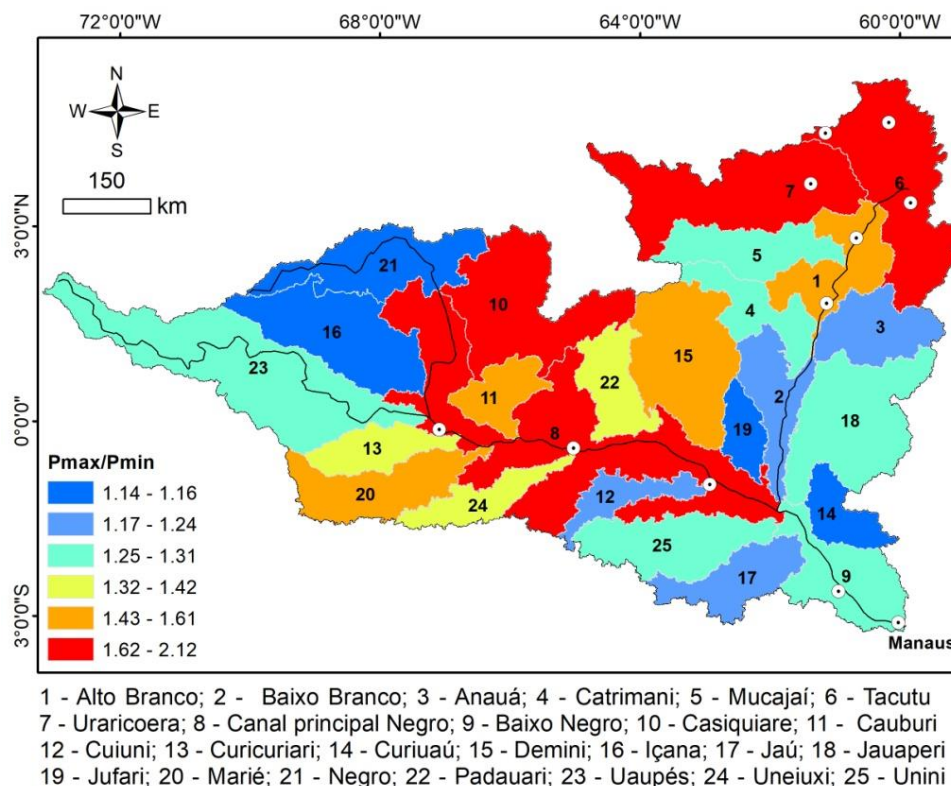 72°0'0"W 68°0'0"W 64°0'0"W 60°0'0"W
N
W E
S
150
km
3°0'0"N
0°0'0"
3°0'0"S
6
7
5
21
1
10
4
3
16
15
23
22
2
11
18
19
8
13
12
20
24
14
25
17
9
Manaus
Pmax/Pmin
1.14 - 1.16
1.17 - 1.24
1.25 - 1.31
1.32 - 1.42
1.43 - 1.61
1.62 - 2.12
1 - Alto Branco; 2 - Baixo Branco; 3 - Anauá; 4 - Catrimani; 5 - Mucajaí; 6 - Tacutu
7 - Uraricoera; 8 - Canal principal Negro; 9 - Baixo Negro; 10 - Casiquiare; 11 - Cauburi
12 - Cuiuni; 13 - Curicuriari; 14 - Curiuaú; 15 - Demini; 16 - Içana; 17 - Jaú; 18 - Jauaperi
19 - Jufari; 20 - Marié; 21 - Negro; 22 - Padauari; 23 - Uaupés; 24 - Uneiuxi; 25 - Unini